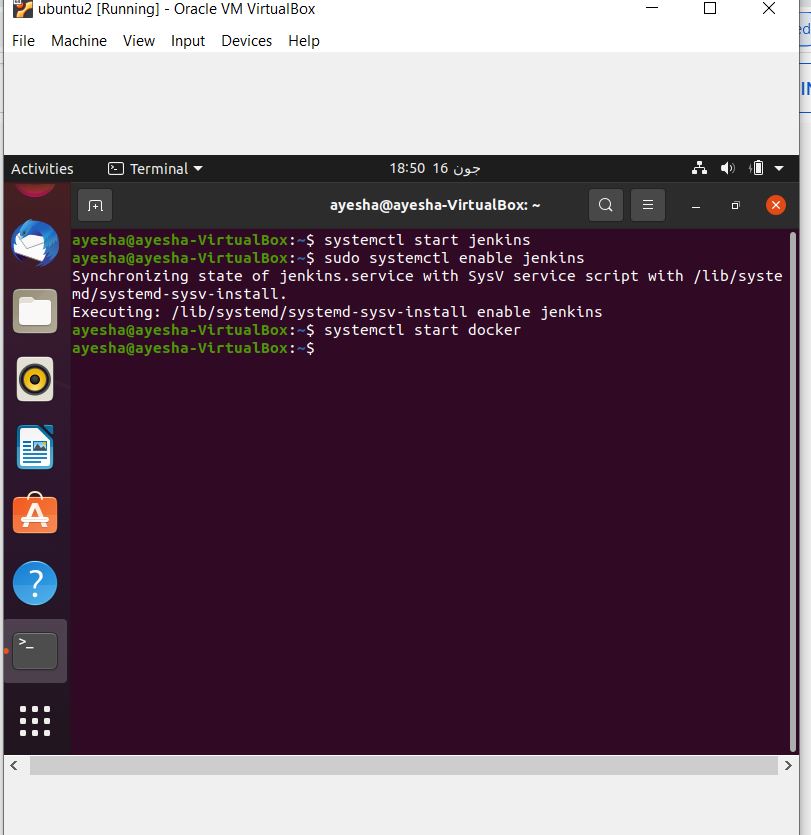 ubuntu2 [Running] - Oracle VM VirtualBox
File Machine View Input Devices Help
Activities Terminal 18:50 16 جون
ayesha@ayesha-VirtualBox: ~
ayesha@ayesha-VirtualBox:~$ systemctl start jenkins
ayesha@ayesha-VirtualBox:~$ sudo systemctl enable jenkins
Synchronizing state of jenkins.service with SysV service script with /lib/syste
md/systemd-sysv-install.
Executing: /lib/systemd/systemd-sysv-install enable jenkins
ayesha@ayesha-VirtualBox:~$ systemctl start docker
ayesha@ayesha-VirtualBox:~$